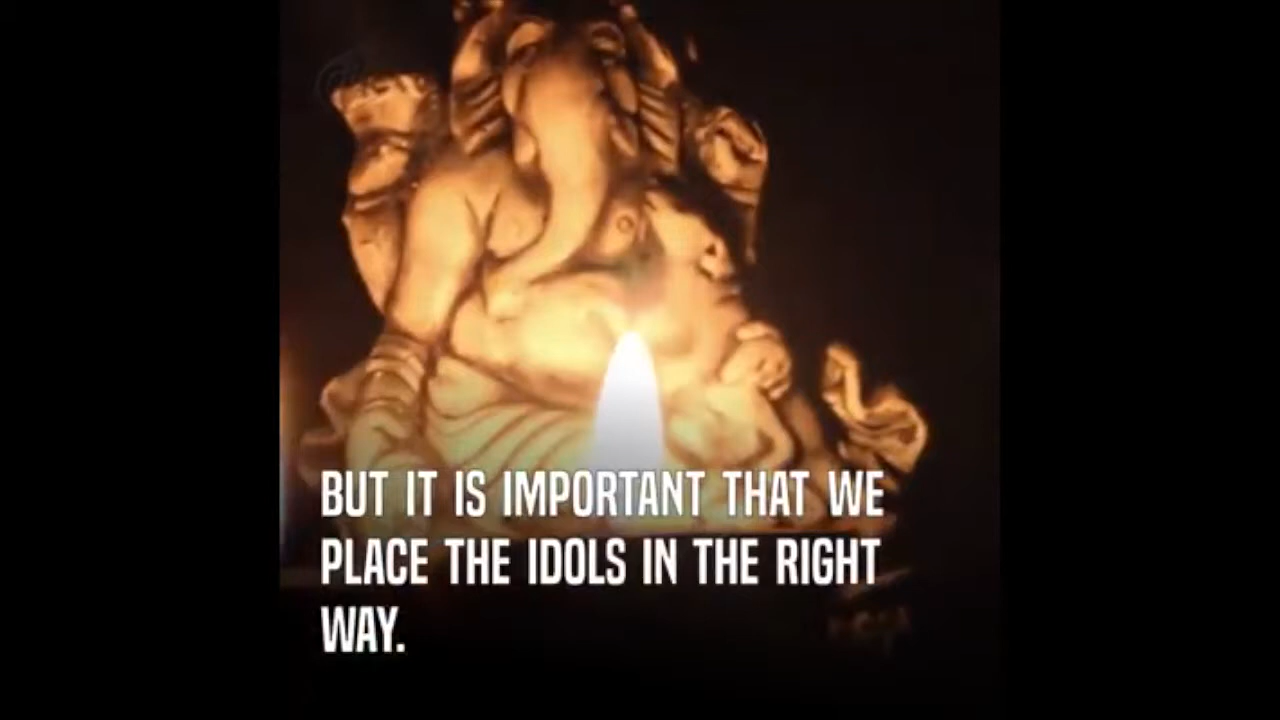 BUT IT IS IMPORTANT THAT WE
PLACE THE IDOLS IN THE RIGHT
WAY.